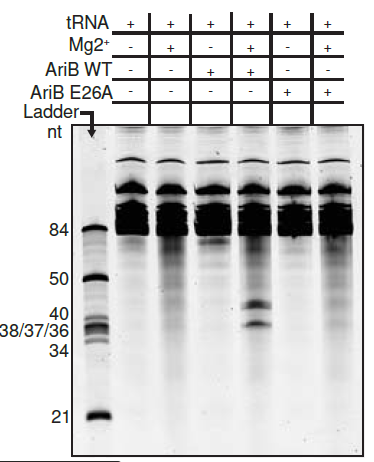 tRNA + + + + + +
Mg2+ - + - + - +
AriB WT - - + + - -
AriB E26A - - - - + +
Ladder
nt
84
50
40
38/37/36
34
21